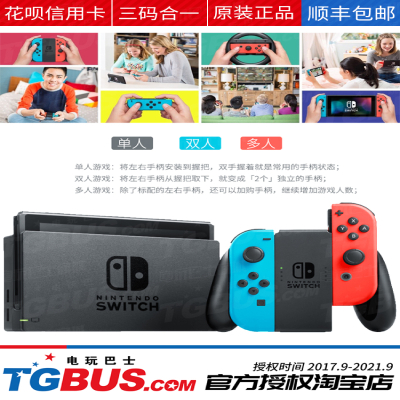 花呗信用卡 三码合一 原装正品 顺丰包邮
单人 双人 多人
单人游戏：将左右手柄安装到握把，双手握着就是常用的手柄状态；
双人游戏：将左右手柄从握把取下，就变成「2个」独立的手柄；
多人游戏：除了标配的左右手柄，还可以加购手柄，继续增加游戏人数；
NINTENDO
SWITCH
NINTENDO
SWITCH
电玩巴士
TGBUS.COM
授权时间 2017.9-2021.9
官方授权淘宝店